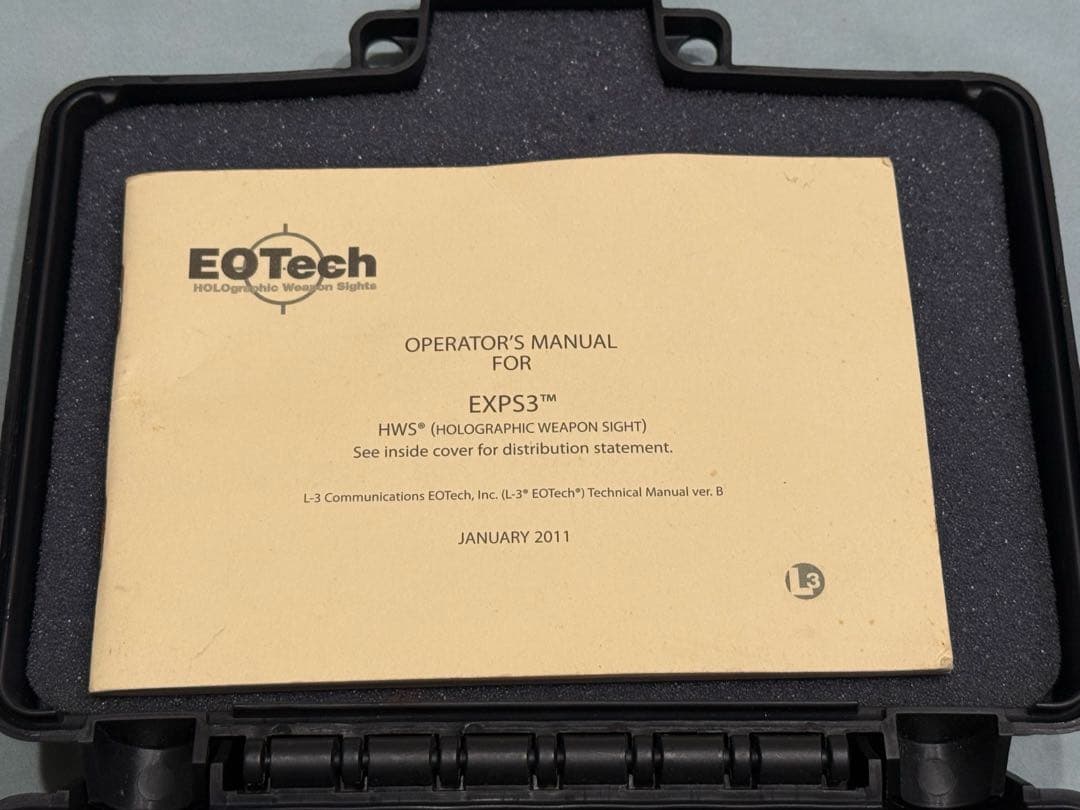 EOTech
HOLOgraphic Weapon Sights
OPERATOR'S MANUAL
FOR
EXPS3™
HWS® (HOLOGRAPHIC WEAPON SIGHT)
See inside cover for distribution statement.
L-3 Communications EOTech, Inc. (L-3® EOTech®) Technical Manual ver. B
JANUARY 2011
L3